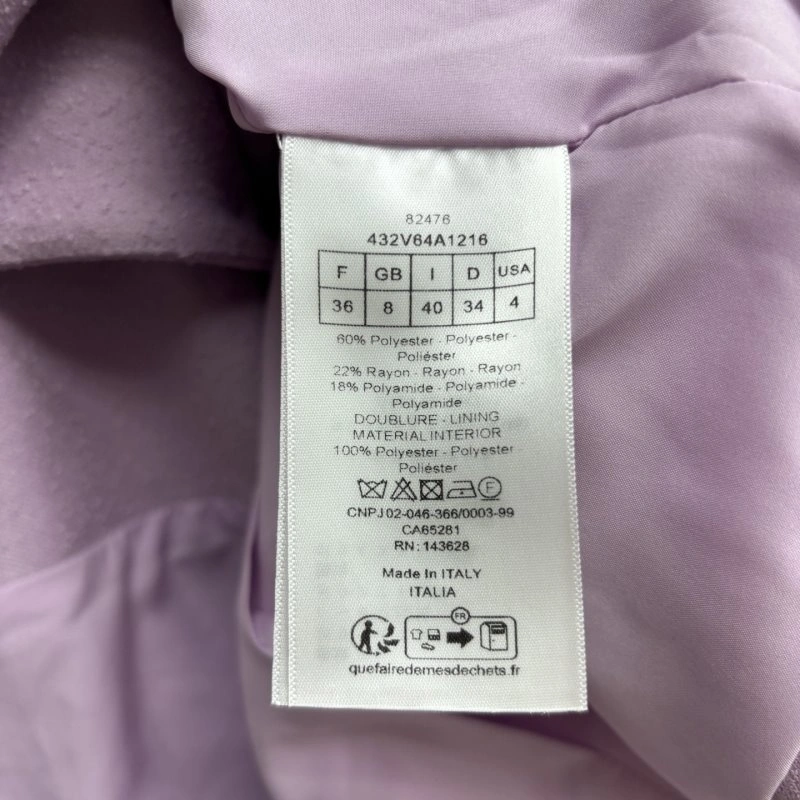 82476
432V64A1216
F GB I D USA
36 8 40 34 4
60% Polyester - Polyester -
Poliéster
22% Rayon - Rayon - Rayon
18% Polyamide - Polyamide -
Polyamide
DOUBLURE - LINING
MATERIAL INTERIOR
100% Polyester - Polyester -
Poliéster
F
CNPJ 02-046-366/0003-99
CA65281
RN: 143628
Made In ITALY
ITALIA
FR
quefairedemesdechets.fr